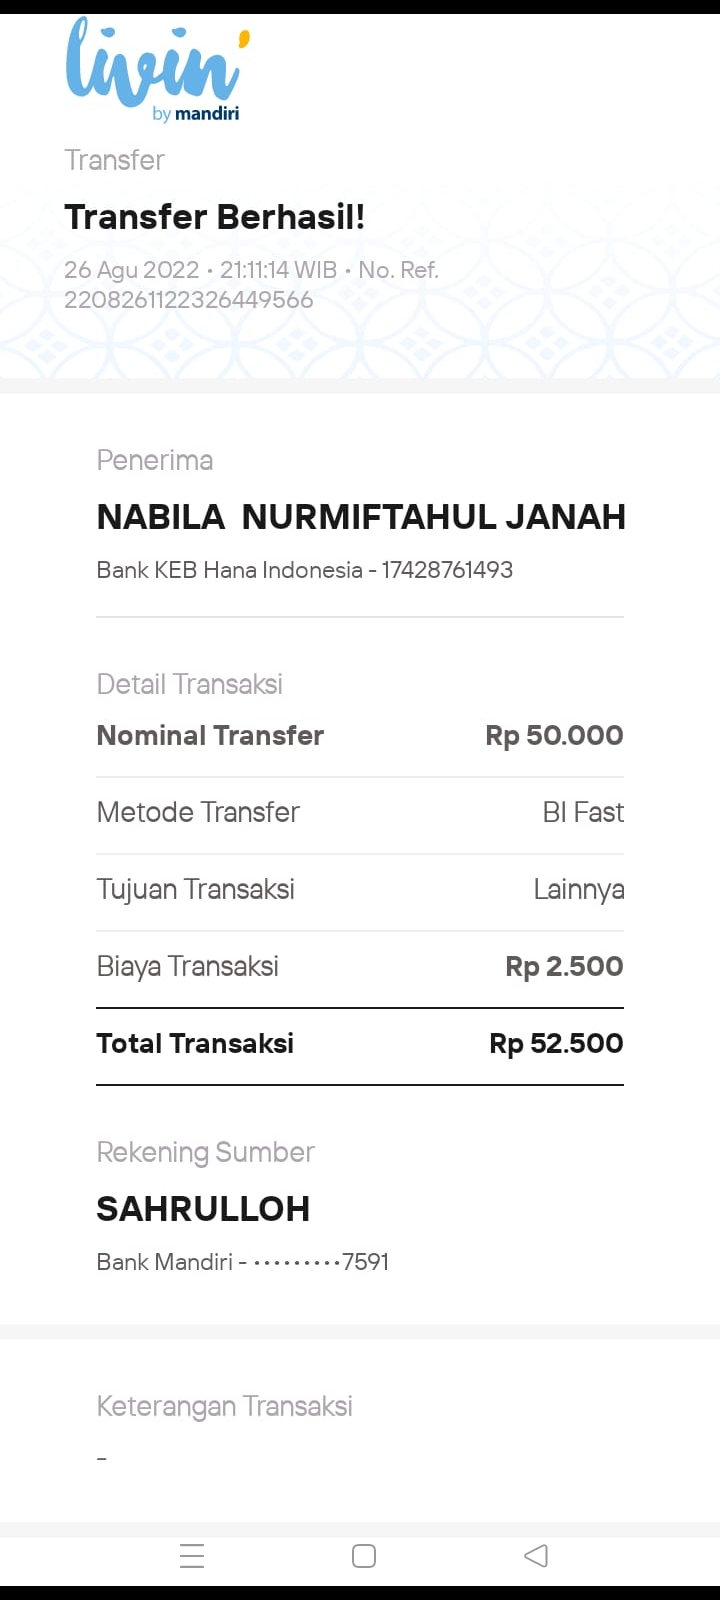 livin'
by mandiri
Transfer
Transfer Berhasil!
26 Agu 2022 • 21:11:14 WIB • No. Ref.
2208261122326449566
Penerima
NABILA  NURMIFTAHUL JANAH
Bank KEB Hana Indonesia - 17428761493
Detail Transaksi
Nominal Transfer Rp 50.000
Metode Transfer BI Fast
Tujuan Transaksi Lainnya
Biaya Transaksi Rp 2.500
Total Transaksi Rp 52.500
Rekening Sumber
SAHRULLOH
Bank Mandiri - •••••••••7591
Keterangan Transaksi
-